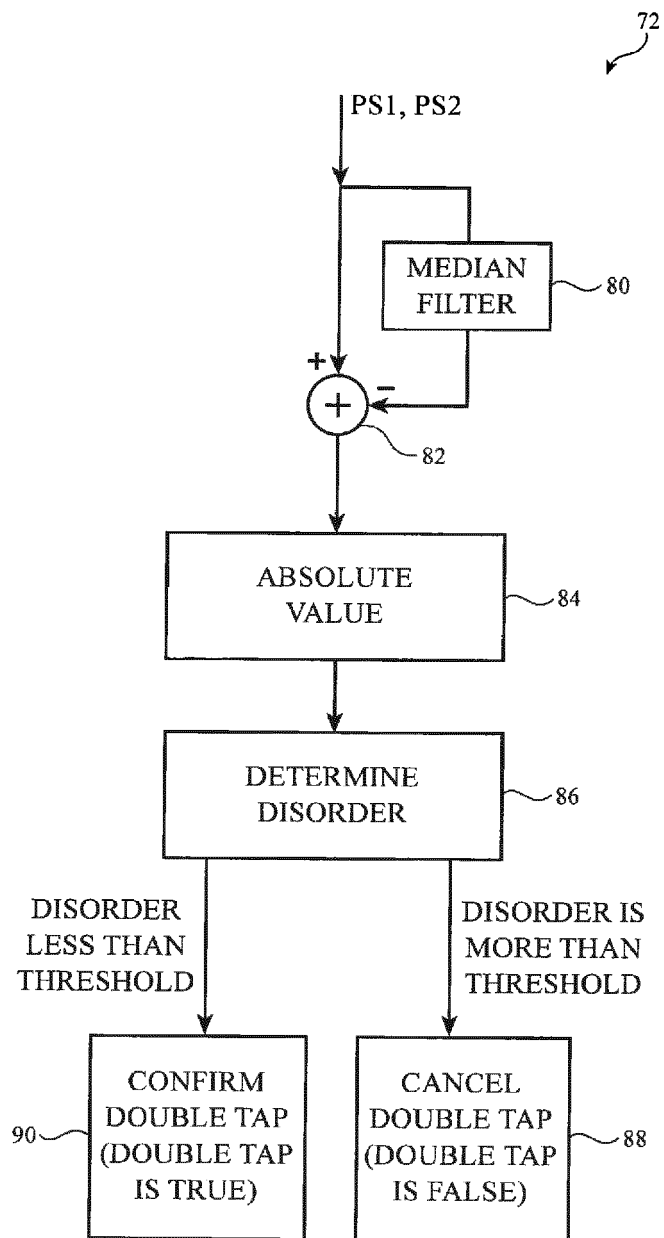 72
PS1, PS2
MEDIAN
FILTER
80
+
−
+
82
ABSOLUTE
VALUE
84
DETERMINE
DISORDER
86
DISORDER
LESS THAN
THRESHOLD
DISORDER IS
MORE THAN
THRESHOLD
CONFIRM
DOUBLE TAP
(DOUBLE TAP
IS TRUE)
90
CANCEL
DOUBLE TAP
(DOUBLE TAP
IS FALSE)
88